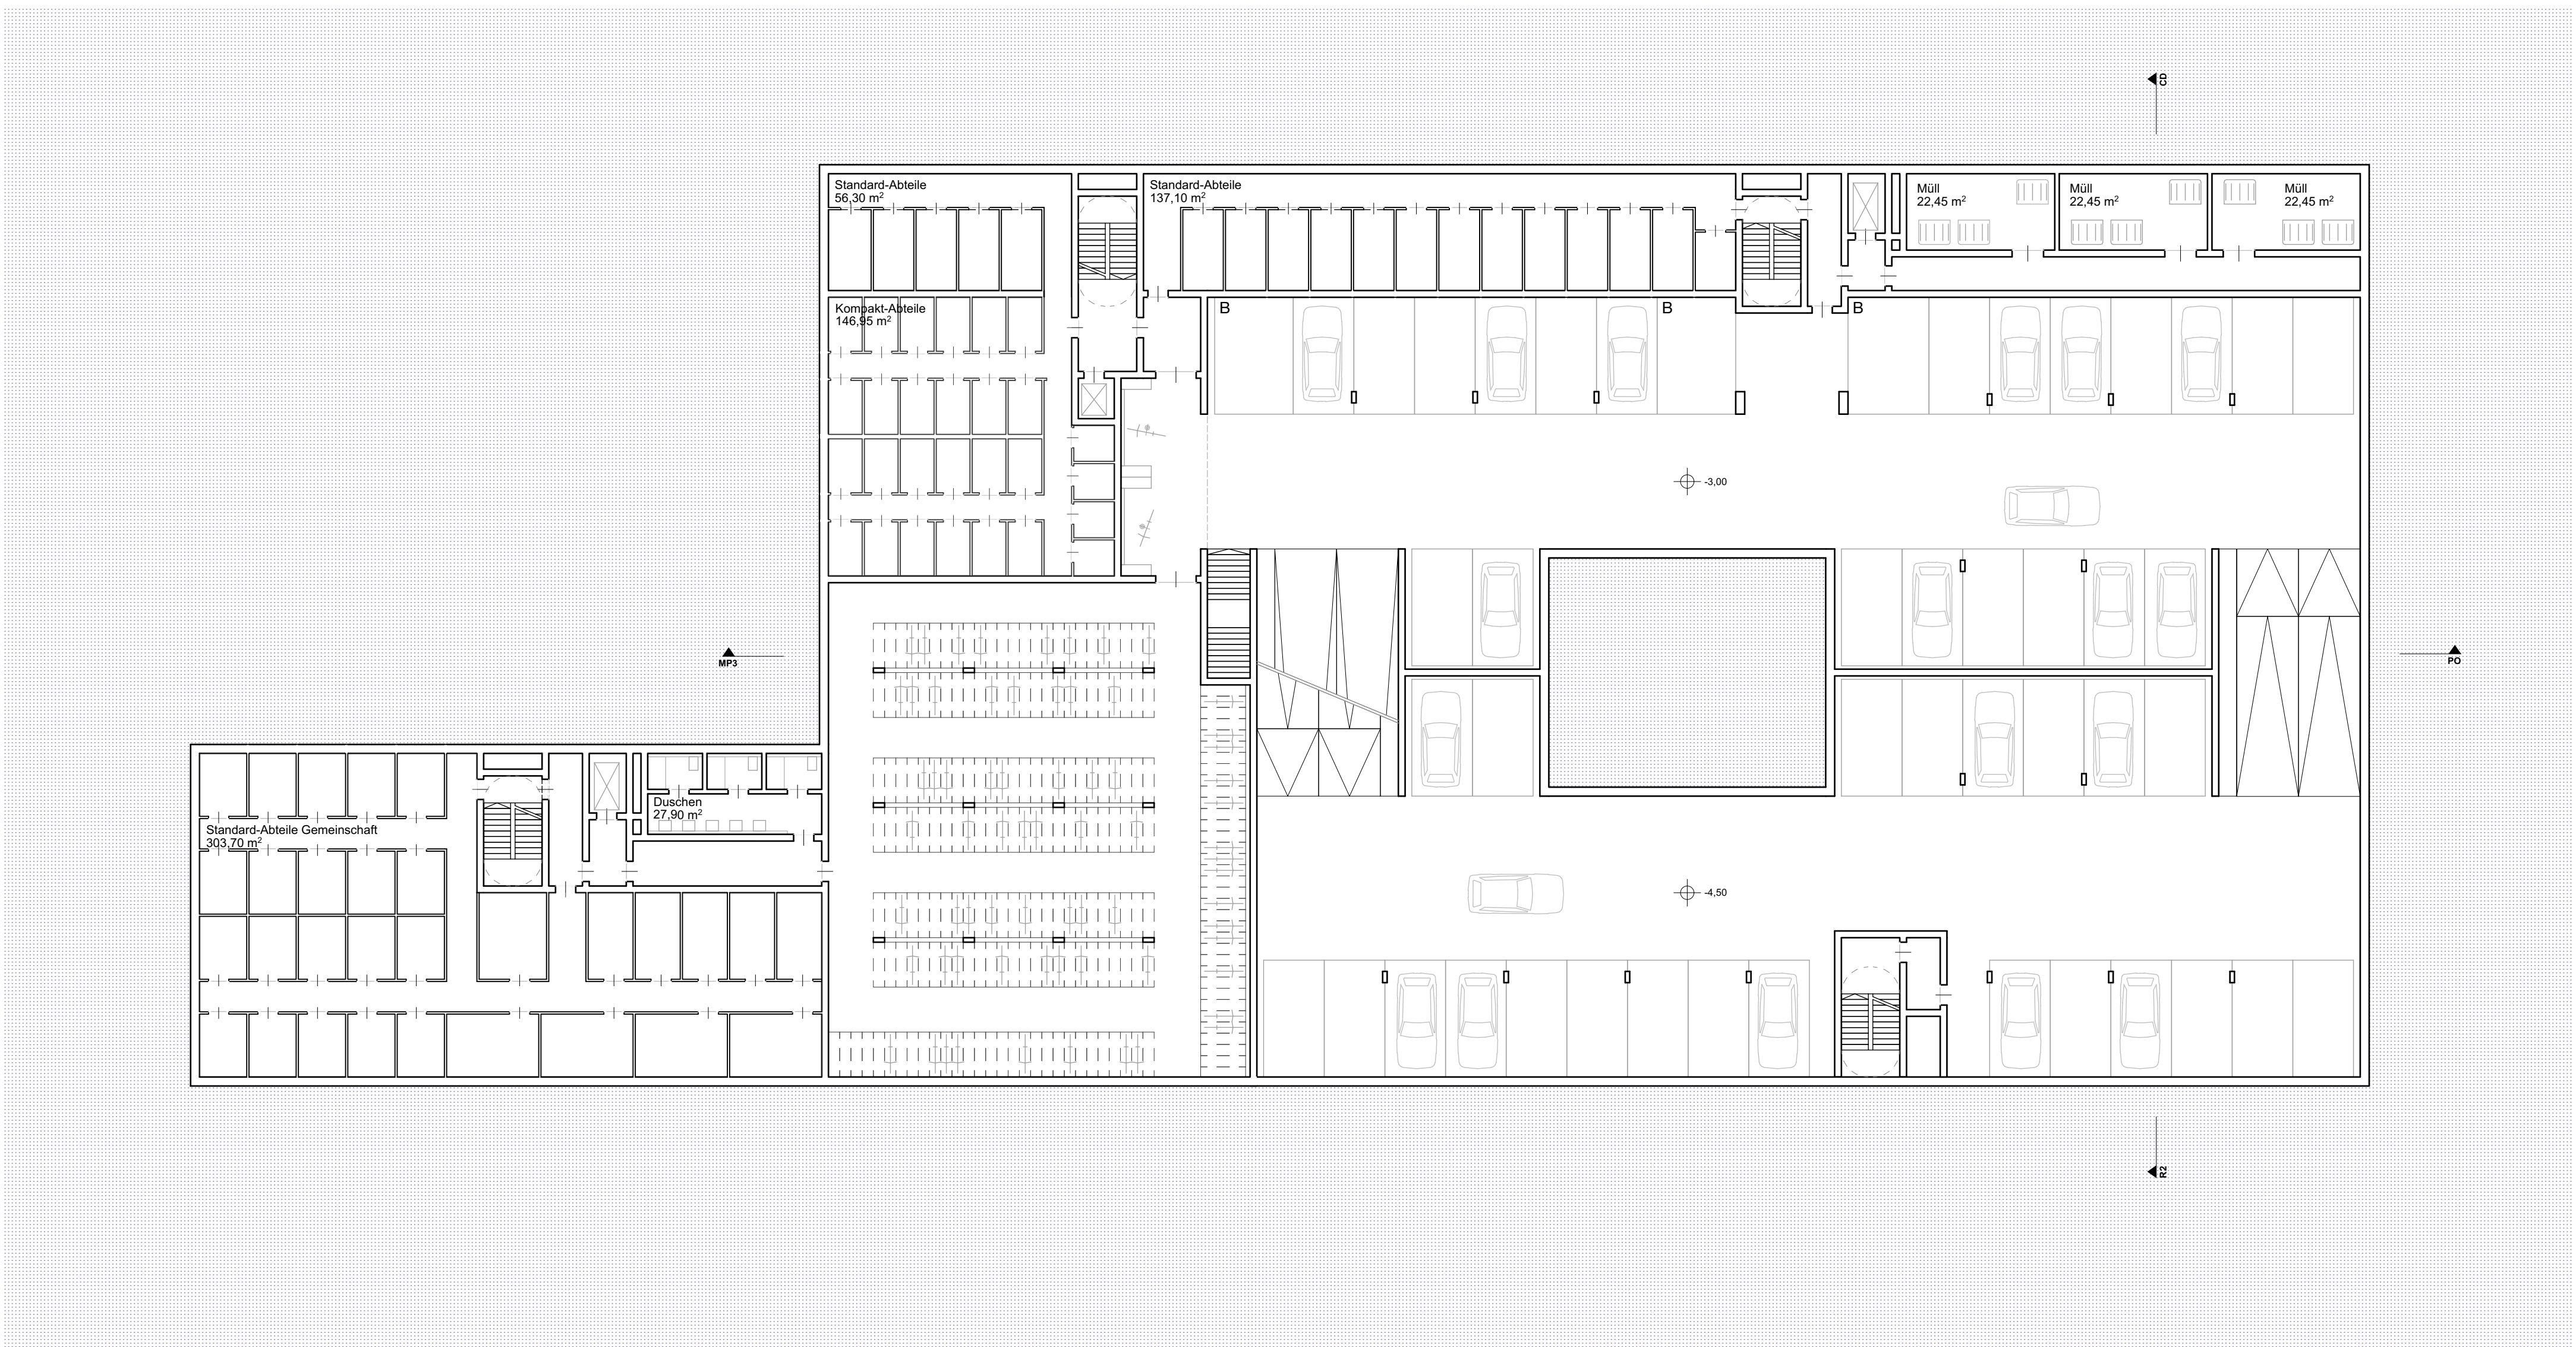 CD
Standard-Abteile
56,30 m²
Standard-Abteile
137,10 m²
Müll
22,45 m²
Müll
22,45 m²
Müll
22,45 m²
Kompakt-Abteile
146,95 m²
B
B
B
-3,00
MP3
PO
Duschen
27,90 m²
Standard-Abteile Gemeinschaft
303,70 m²
-4,50
R2